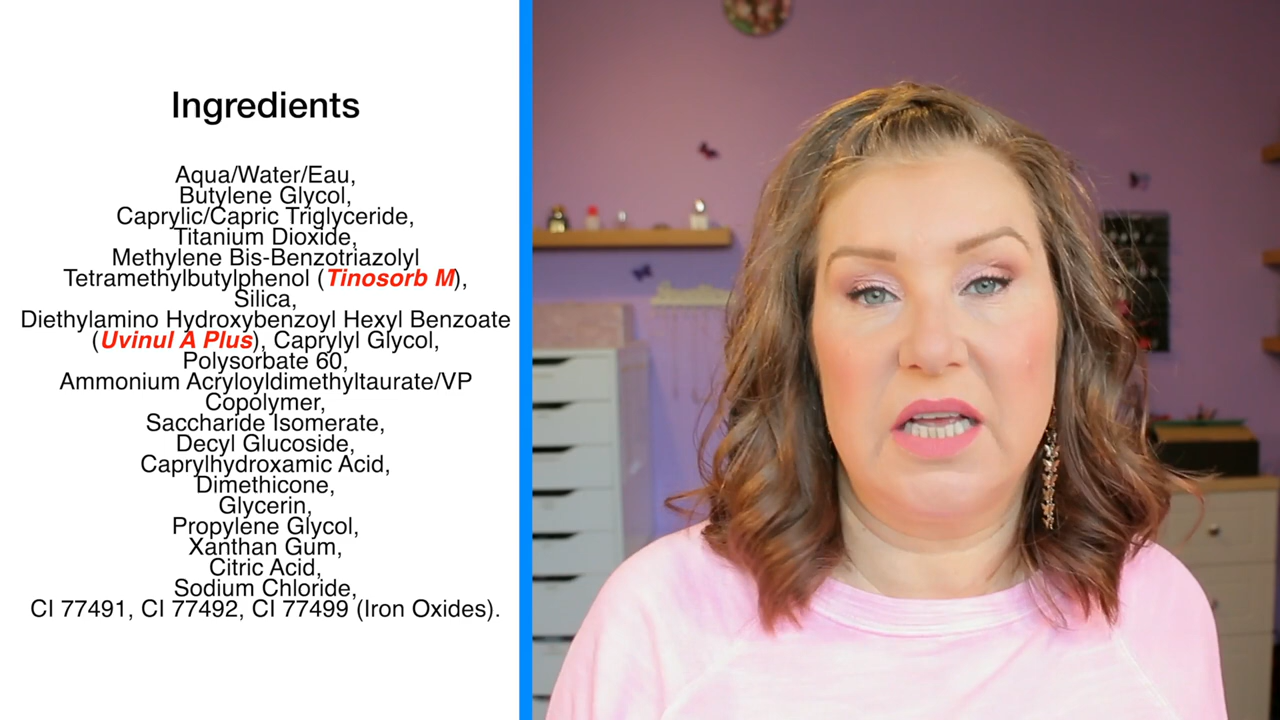 Ingredients
Aqua/Water/Eau,
Butylene Glycol,
Caprylic/Capric Triglyceride,
Titanium Dioxide,
Methylene Bis-Benzotriazolyl
Tetramethylbutylphenol (Tinosorb M),
Silica,
Diethylamino Hydroxybenzoyl Hexyl Benzoate
(Uvinul A Plus), Caprylyl Glycol,
Polysorbate 60,
Ammonium Acryloyldimethyltaurate/VP
Copolymer,
Saccharide Isomerate,
Decyl Glucoside,
Caprylhydroxamic Acid,
Dimethicone,
Glycerin,
Propylene Glycol,
Xanthan Gum,
Citric Acid,
Sodium Chloride,
CI 77491, CI 77492, CI 77499 (Iron Oxides).